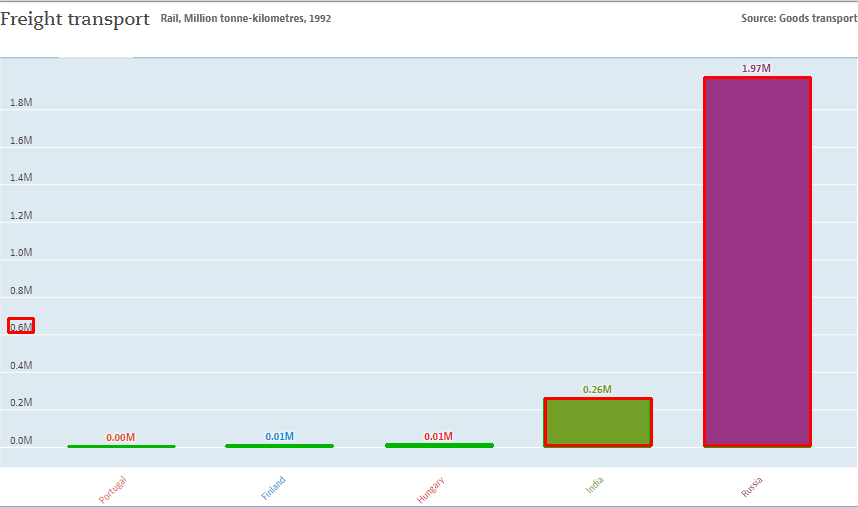 Freight transport Rail, Million tonne-kilometres, 1992 Source: Goods transport
1.97M
1.8M
1.6M
1.4M
1.2M
1.0M
0.8M
0.6M
0.4M
0.26M
0.2M
0.00M 0.01M 0.01M
0.0M
Portugal Finland Hungary India Russia